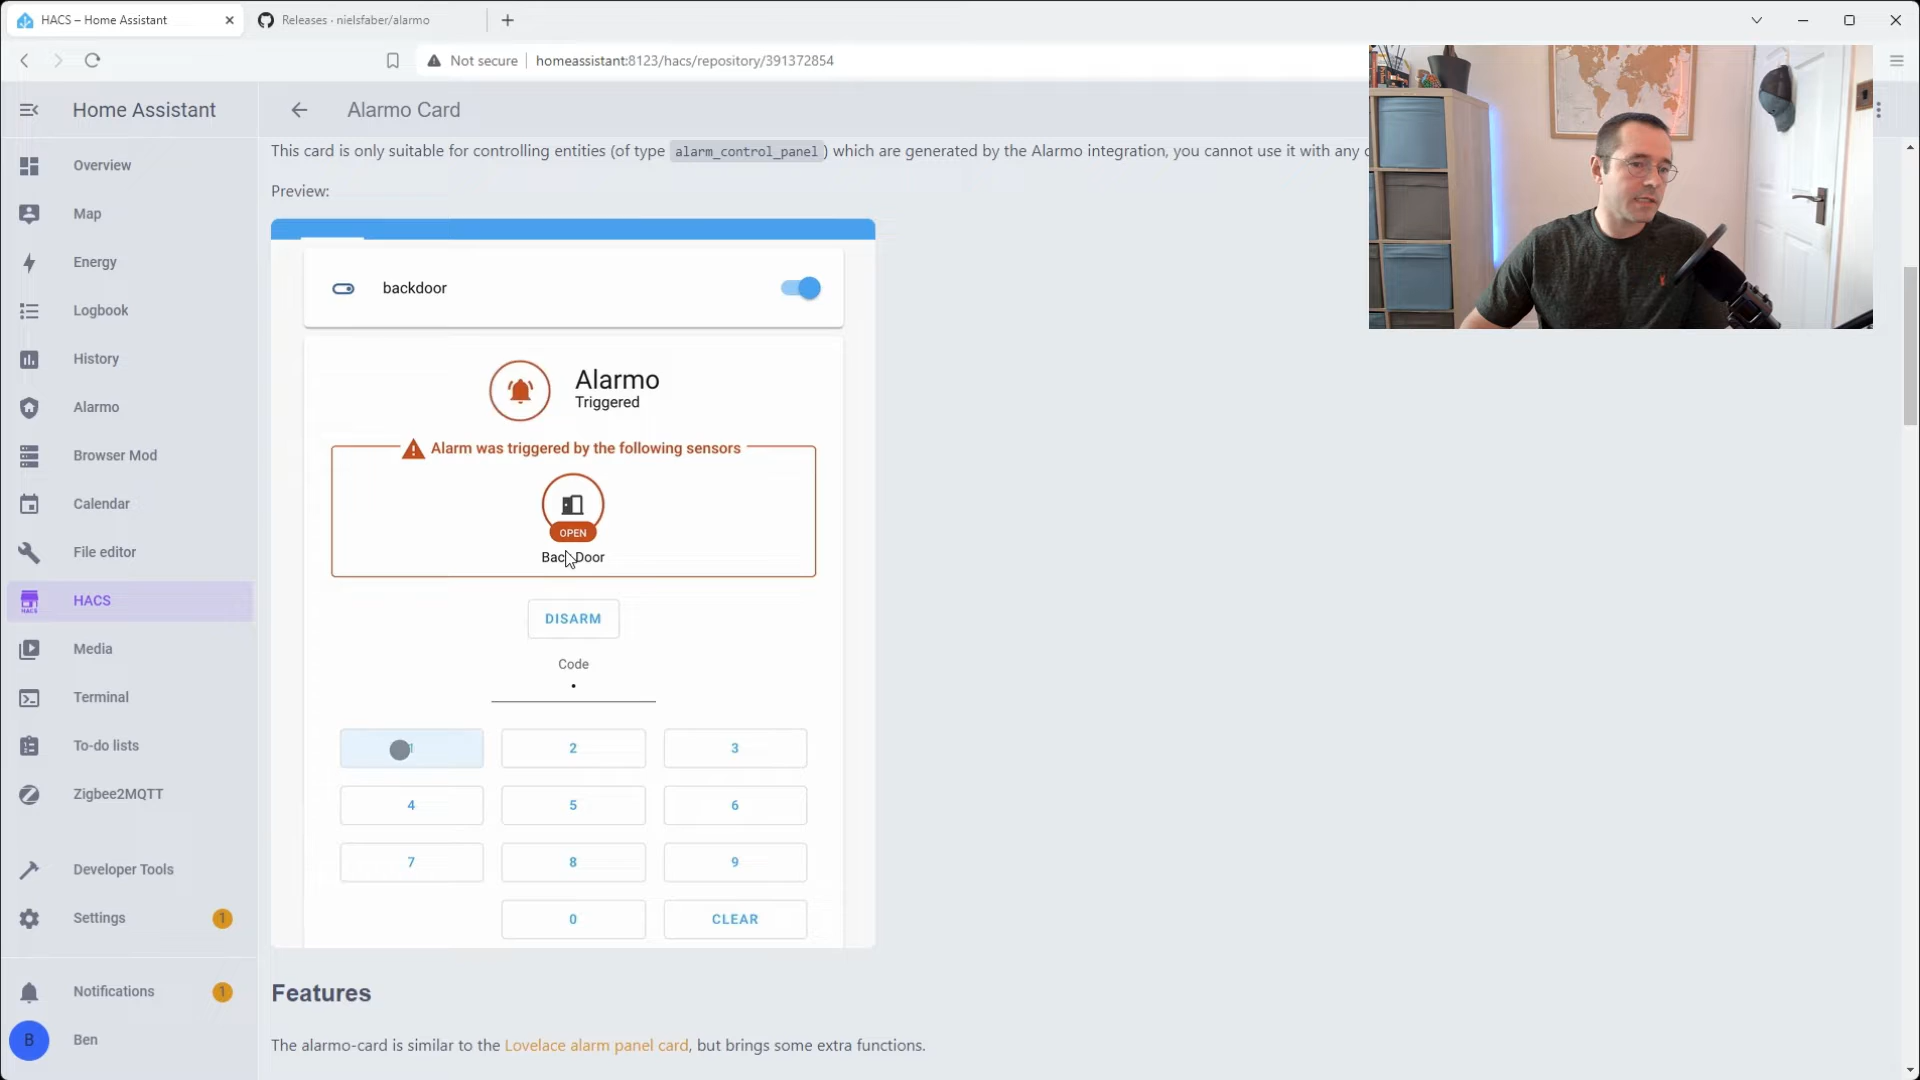 HACS – Home Assistant
Releases · nielsfaber/alarmo
Not secure
homeassistant:8123/hacs/repository/391372854
Home Assistant
Alarmo Card
Overview
Map
Energy
Logbook
History
Alarmo
Browser Mod
Calendar
File editor
HACS
HACS
Media
Terminal
To-do lists
Zigbee2MQTT
Developer Tools
Settings
1
Notifications
1
B
Ben
This card is only suitable for controlling entities (of type alarm_control_panel ) which are generated by the Alarmo integration, you cannot use it with any
Preview:
backdoor
Alarmo
Triggered
Alarm was triggered by the following sensors
OPEN
Back Door
DISARM
Code
1
2
3
4
5
6
7
8
9
0
CLEAR
Features
The alarmo-card is similar to the Lovelace alarm panel card, but brings some extra functions.